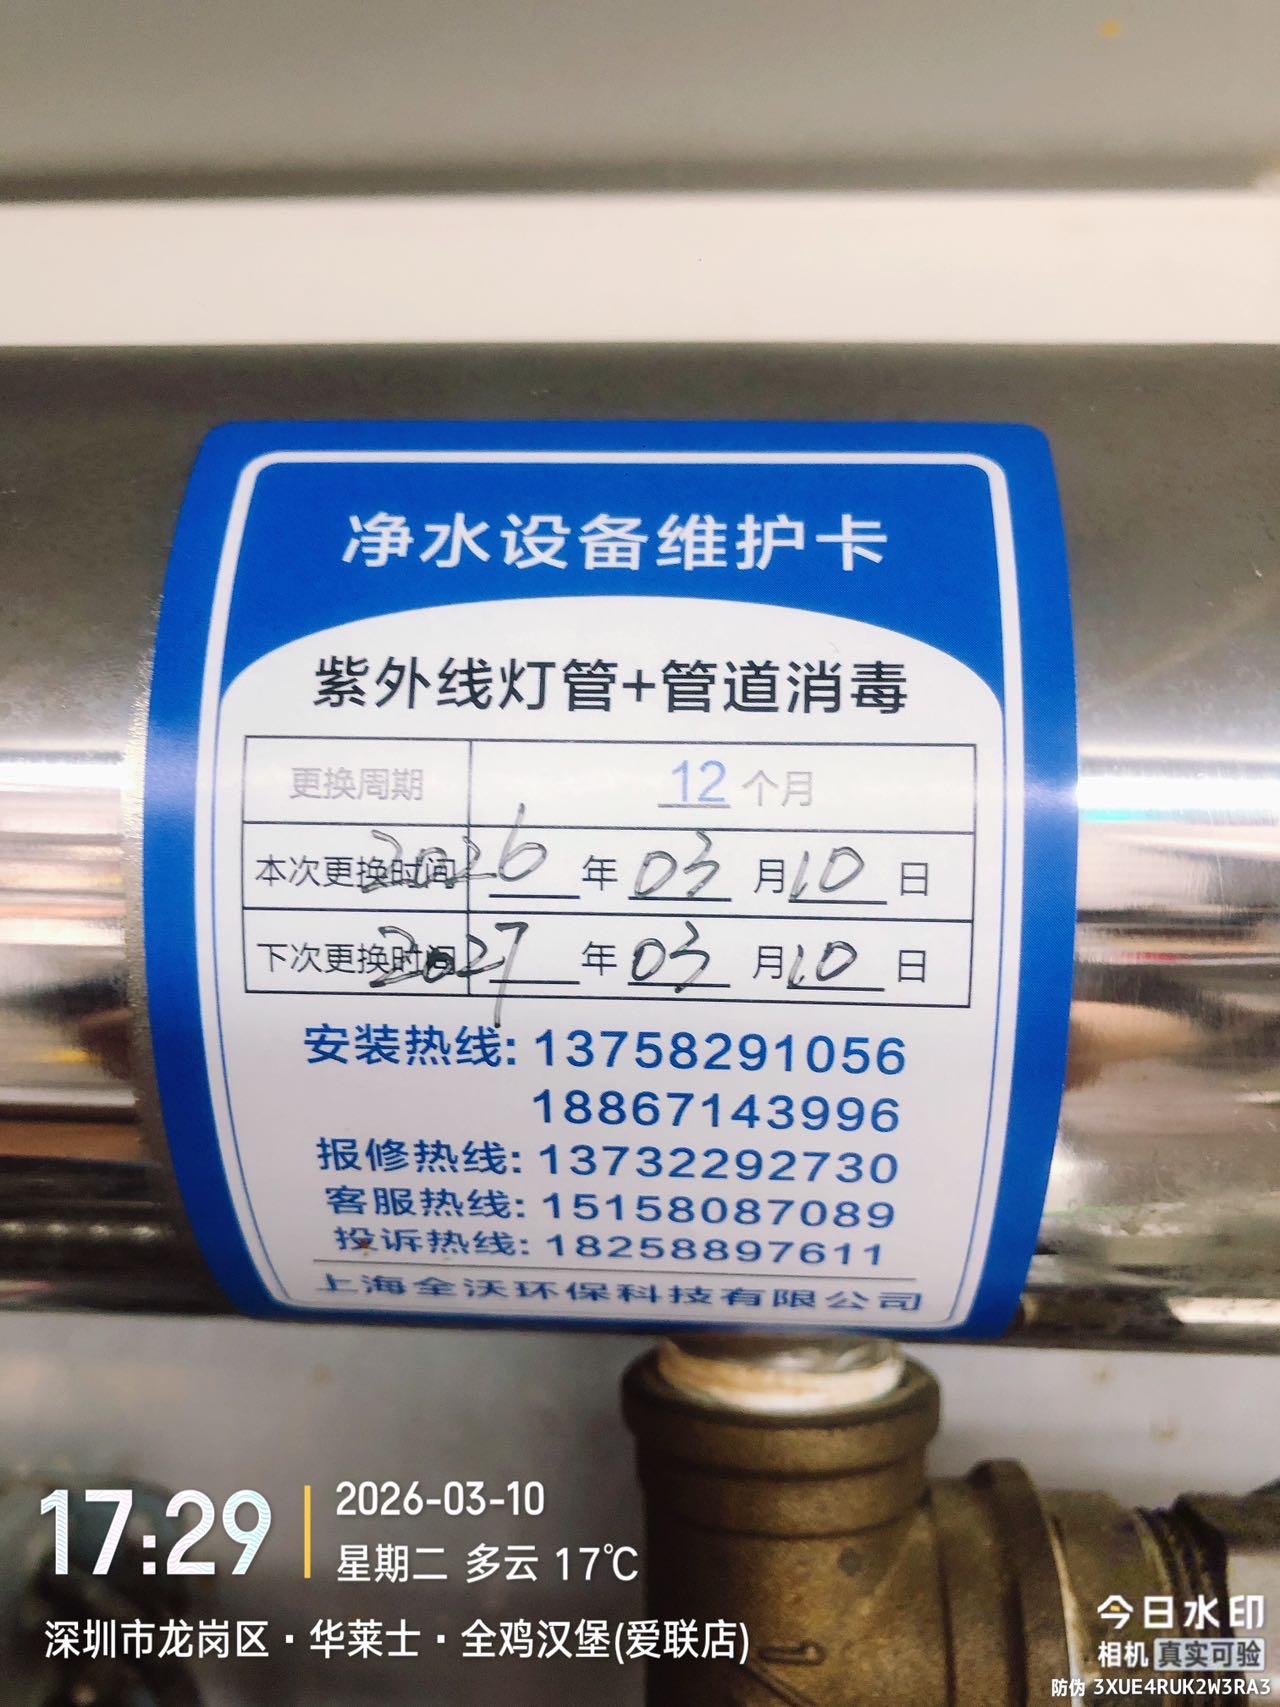 净水设备维护卡
紫外线灯管+管道消毒
更换周期 12 个月
本次更换时间 2026 年 03 月 10 日
下次更换时间 2027 年 03 月 10 日
安装热线: 13758291056
18867143996
报修热线: 13732292730
客服热线: 15158087089
投诉热线: 18258897611
上海全沃环保科技有限公司
17:29
2026-03-10
星期二 多云 17℃
深圳市龙岗区·华莱士·全鸡汉堡(爱联店)
今日水印
相机 真实可验
防伪 3XUE4RUK2W3RA3